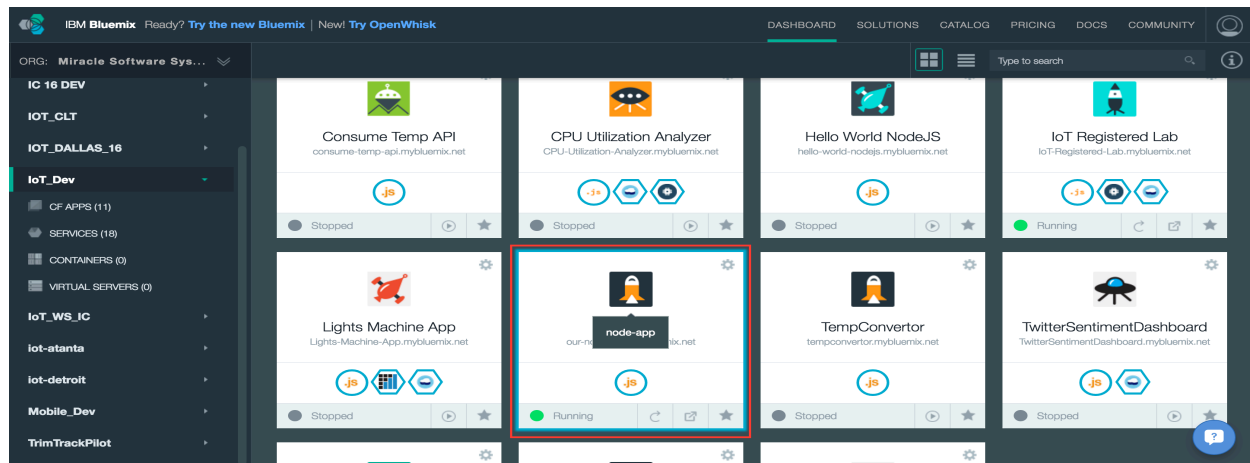 IBM Bluemix Ready? Try the new Bluemix | New! Try OpenWhisk
DASHBOARD SOLUTIONS CATALOG PRICING DOCS COMMUNITY
ORG: Miracle Software Sys...
Type to search
IC 16 DEV
IOT_CLT
IOT_DALLAS_16
IoT_Dev
CF APPS (11)
SERVICES (18)
CONTAINERS (0)
VIRTUAL SERVERS (0)
IoT_WS_IC
iot-atanta
iot-detroit
Mobile_Dev
TrimTrackPilot
Consume Temp API
consume-temp-api.mybluemix.net
.js
Stopped
CPU Utilization Analyzer
CPU-Utilization-Analyzer.mybluemix.net
.js
Stopped
Hello World NodeJS
hello-world-nodejs.mybluemix.net
.js
Stopped
IoT Registered Lab
IoT-Registered-Lab.mybluemix.net
.js
Running
Lights Machine App
Lights-Machine-App.mybluemix.net
.js
Stopped
node-app
.js
Running
TempConvertor
tempconvertor.mybluemix.net
.js
Stopped
TwitterSentimentDashboard
TwitterSentimentDashboard.mybluemix.net
.js
Stopped
?